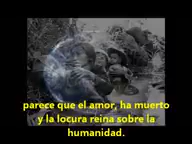 parece que el amor, ha muerto
y la locura reina sobre la
humanidad.